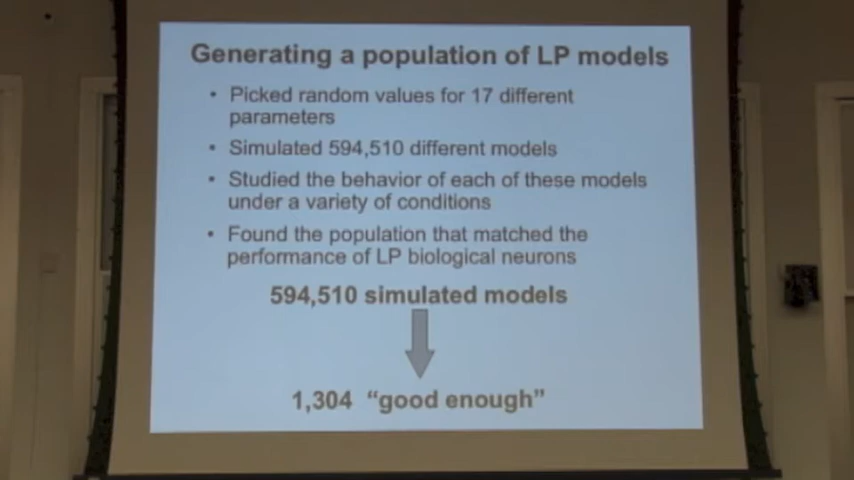 Generating a population of LP models
• Picked random values for 17 different
parameters
• Simulated 594,510 different models
• Studied the behavior of each of these models
under a variety of conditions
• Found the population that matched the
performance of LP biological neurons
594,510 simulated models
1,304 “good enough”